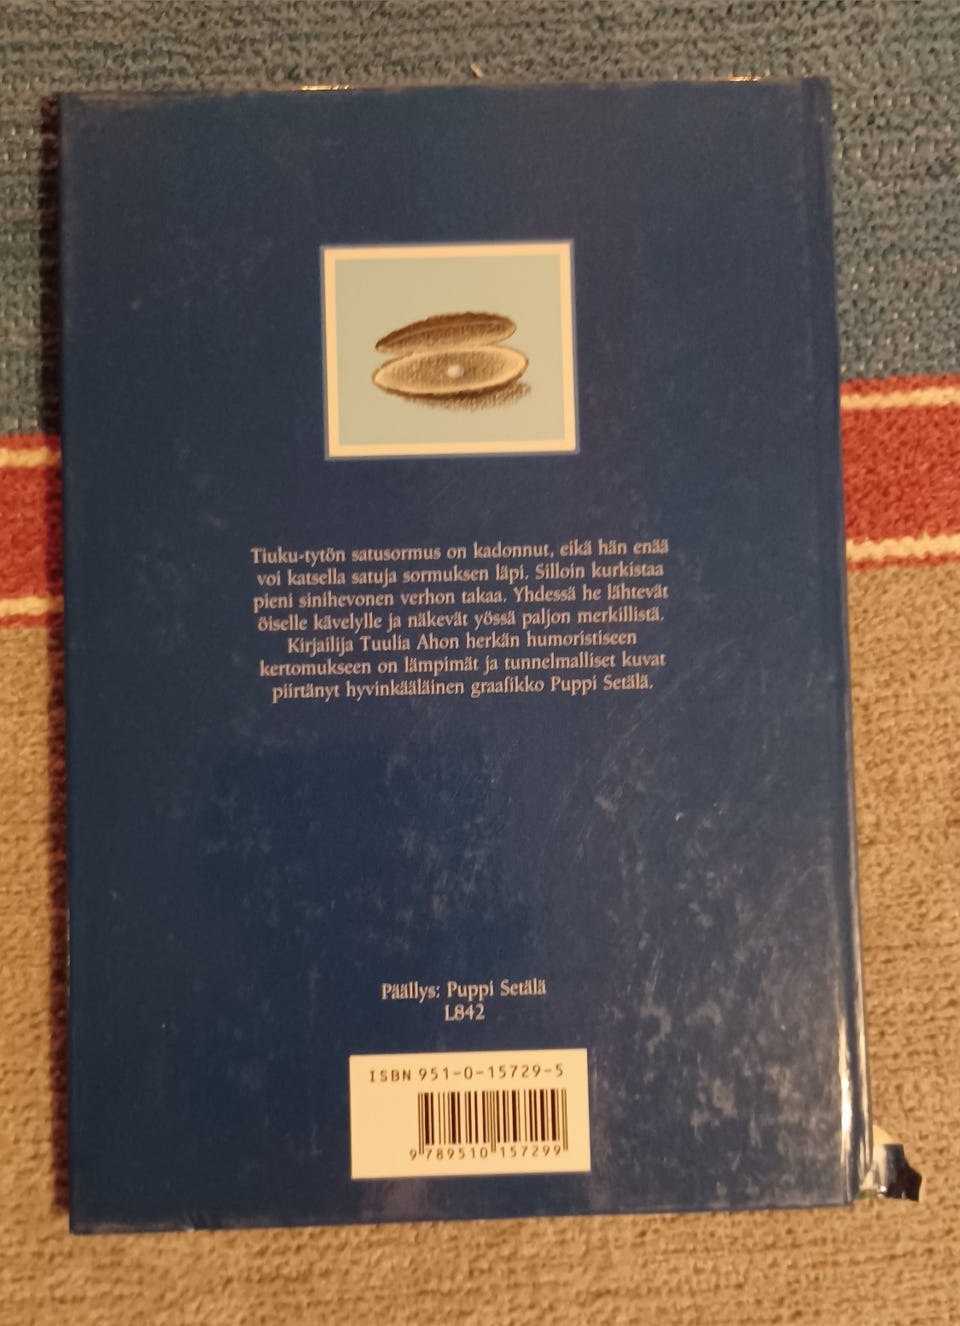 Tiuku-tytön satusormus on kadonnut, eikä hän enää
voi katsella satuja sormuksen läpi. Silloin kurkistaa
pieni sinihevonen verhon takaa. Yhdessä he lähtevät
öiselle kävelylle ja näkevät yössä paljon merkillistä.
Kirjailija Tuulia Ahon herkän humoristiseen
kertomukseen on lämpimät ja tunnelmalliset kuvat
piirtänyt hyvinkääläinen graafikko Puppi Setälä.
Päällys: Puppi Setälä
L842
ISBN 951-0-15729-5
9 789510 157299